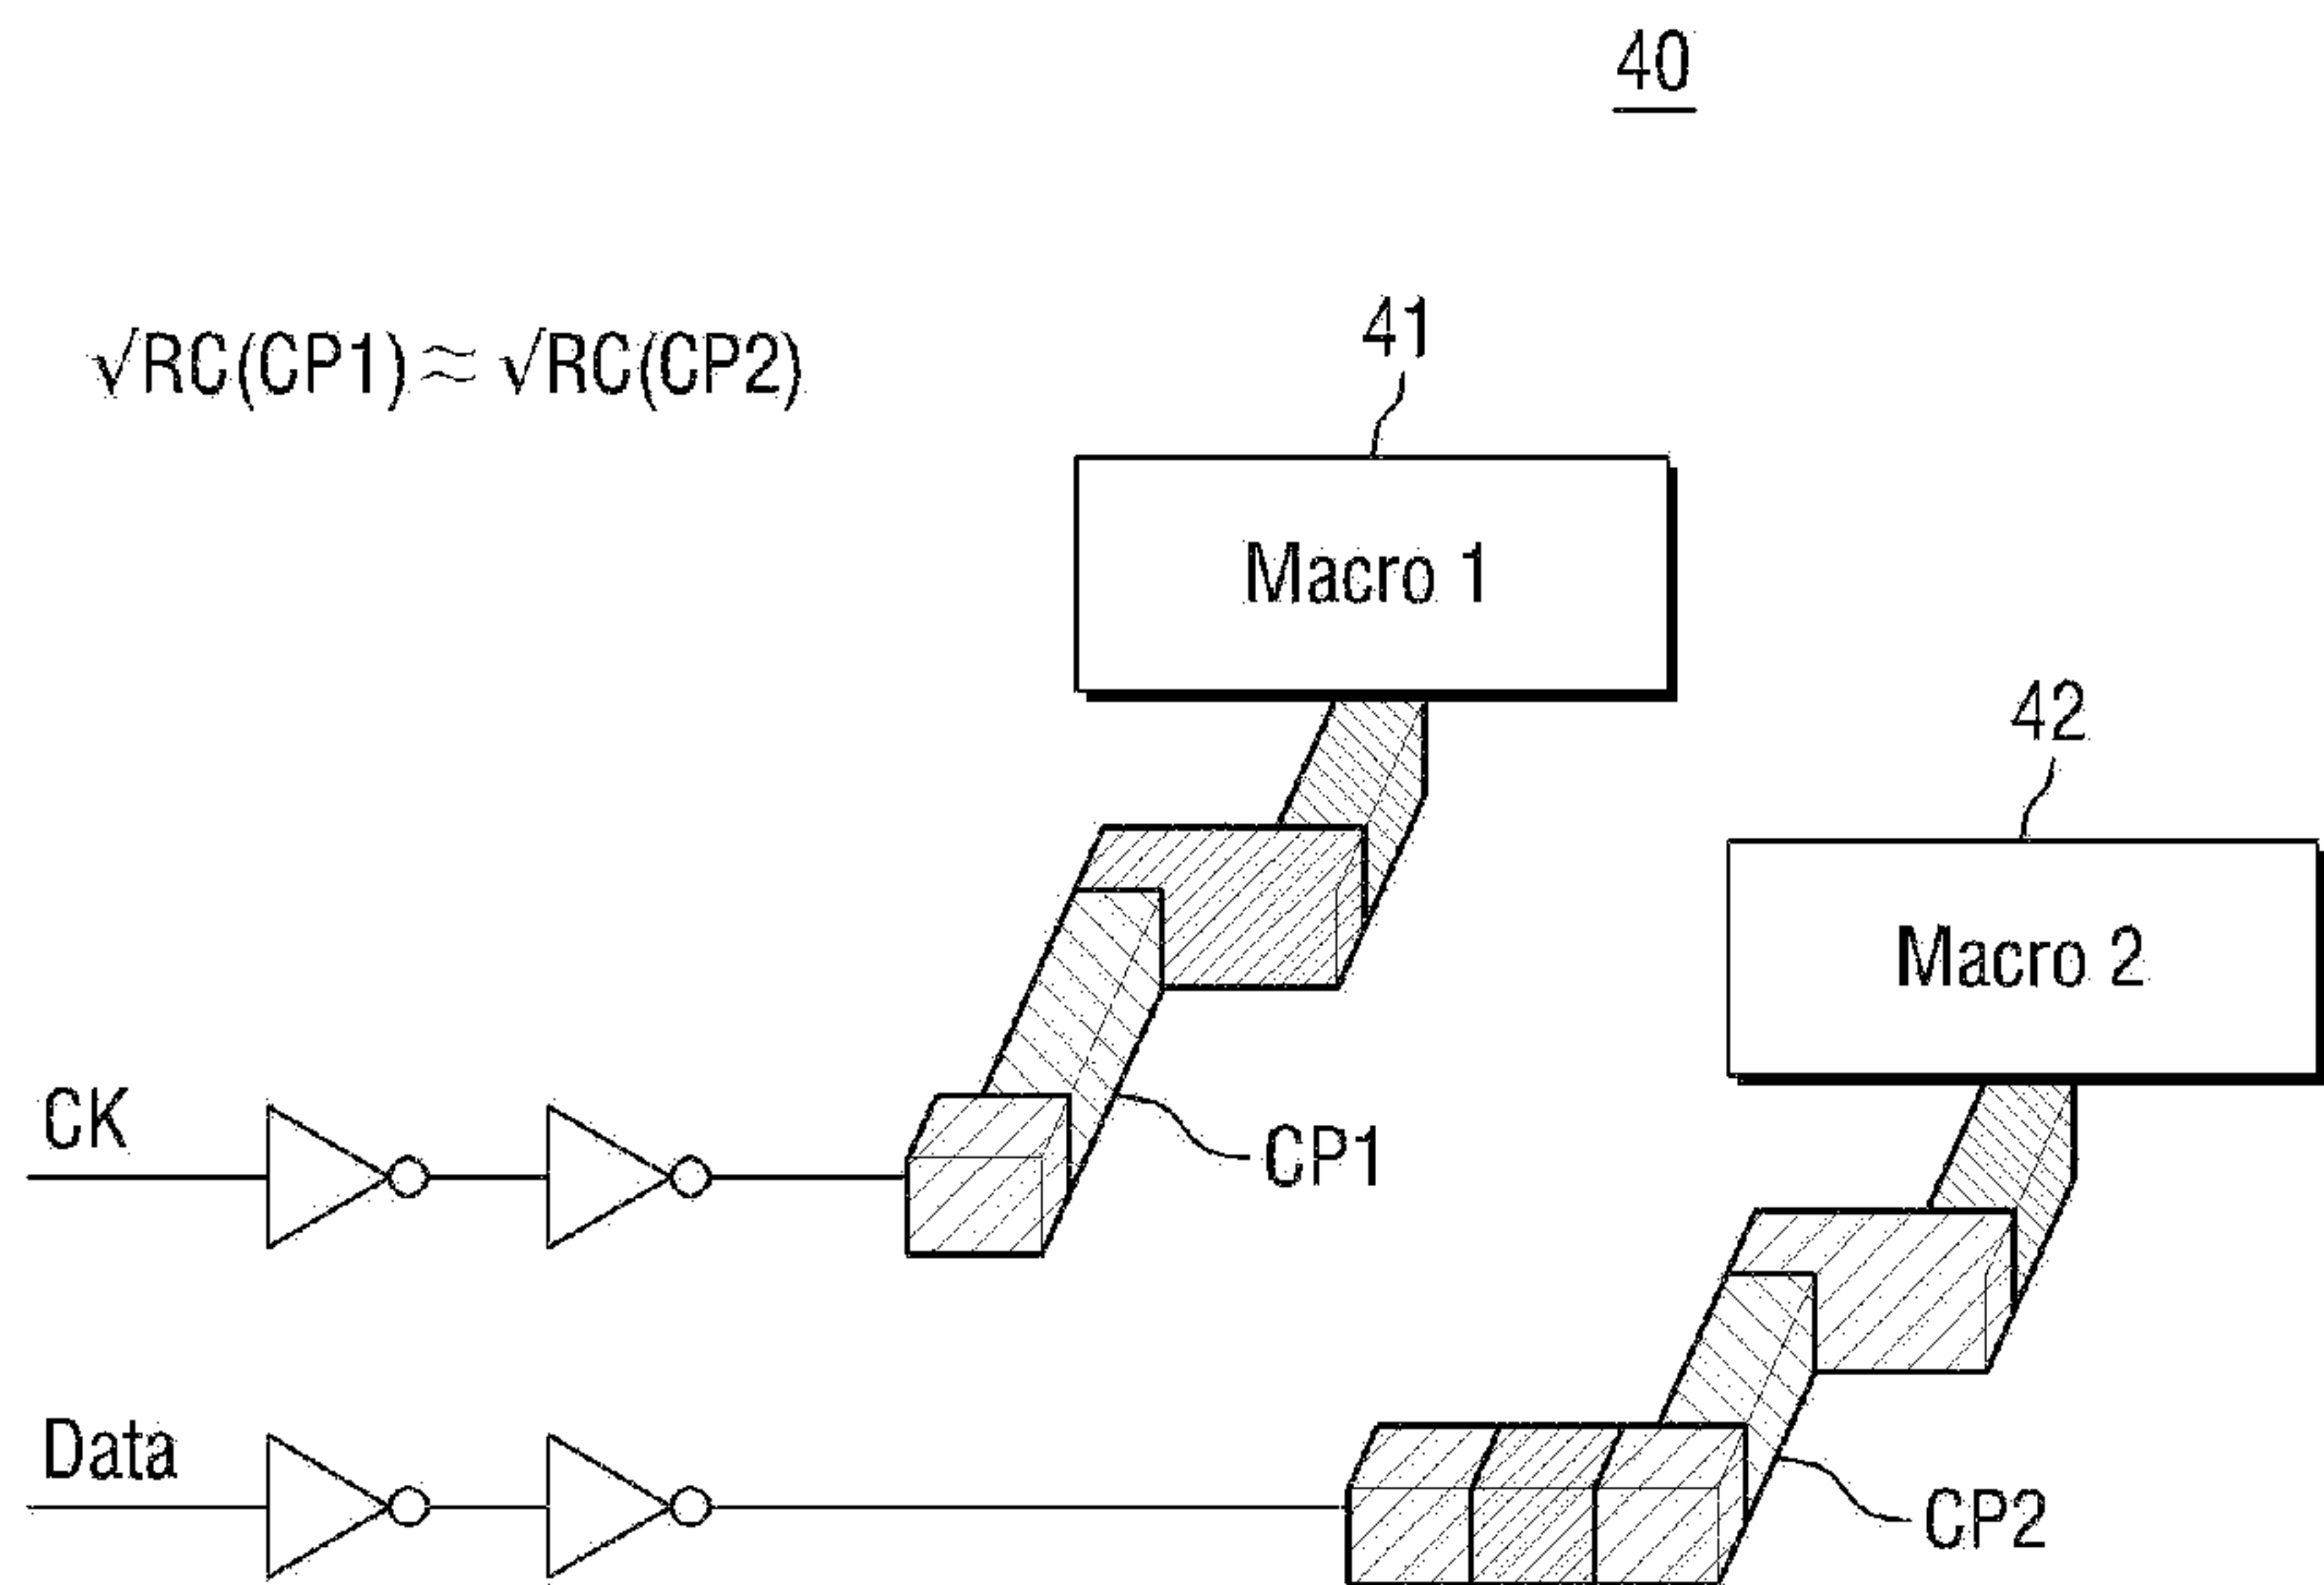 40
√RC(CP1)≈√RC(CP2)
41
Macro 1
42
Macro 2
CK
CP1
Data
CP2